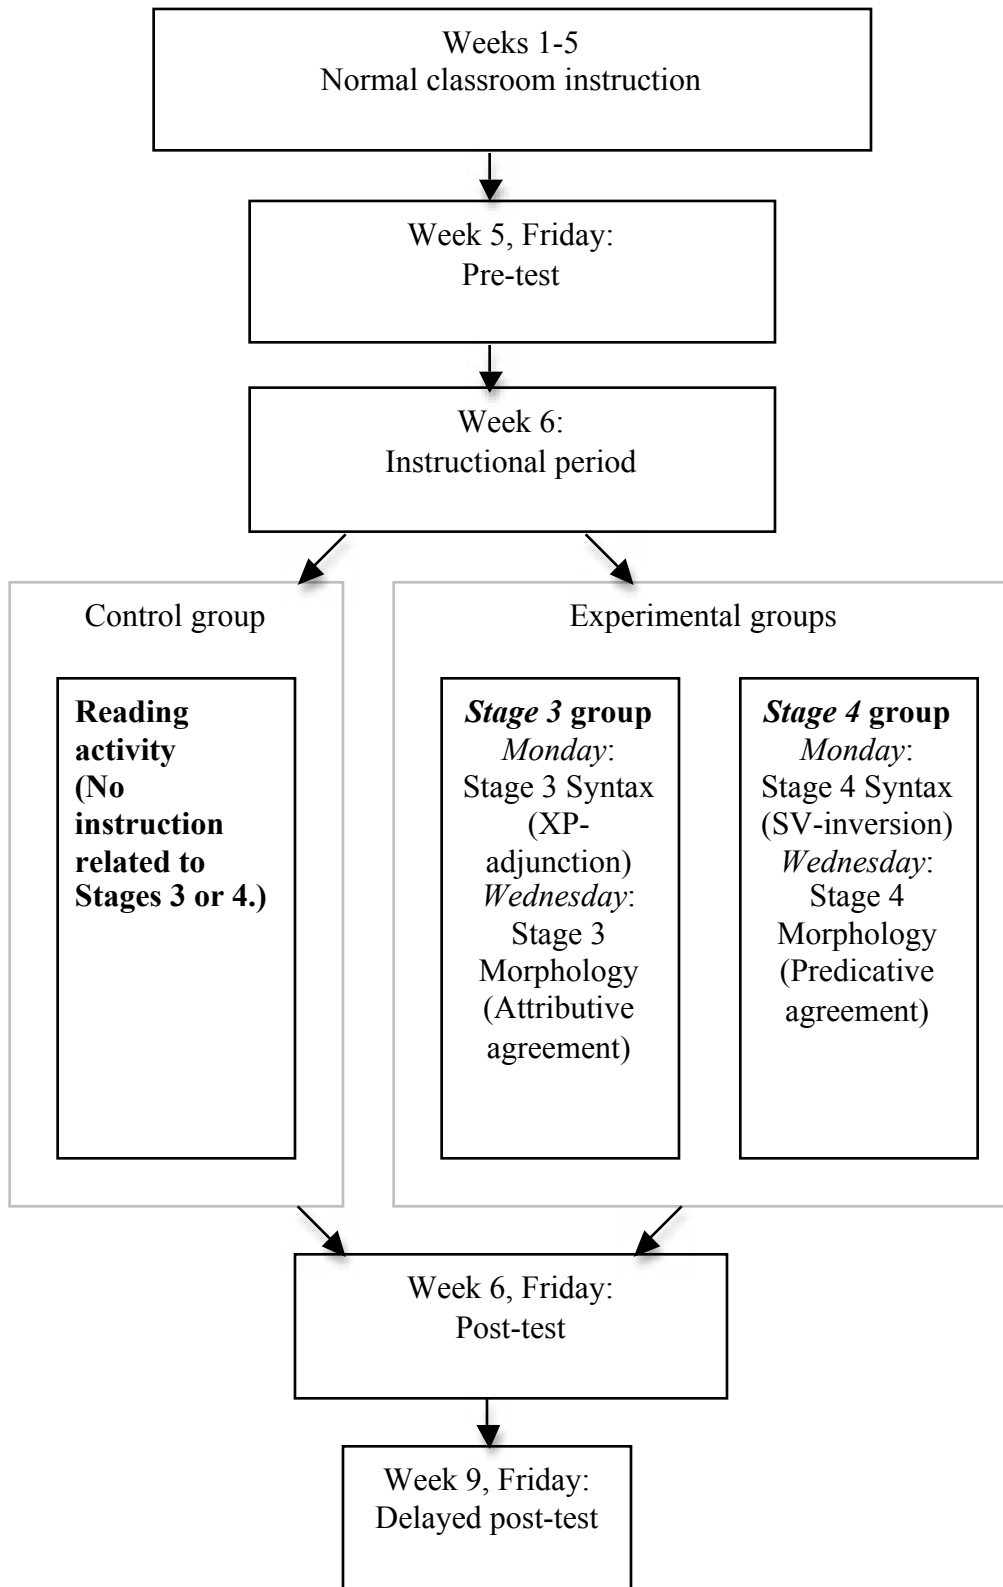 Weeks 1-5
Normal classroom instruction
Week 5, Friday:
Pre-test
Week 6:
Instructional period
Control group
Reading
activity
(No
instruction
related to
Stages 3 or 4.)
Experimental groups
Stage 3 group
Monday:
Stage 3 Syntax
(XP-
adjunction)
Wednesday:
Stage 3
Morphology
(Attributive
agreement)
Stage 4 group
Monday:
Stage 4 Syntax
(SV-inversion)
Wednesday:
Stage 4
Morphology
(Predicative
agreement)
Week 6, Friday:
Post-test
Week 9, Friday:
Delayed post-test